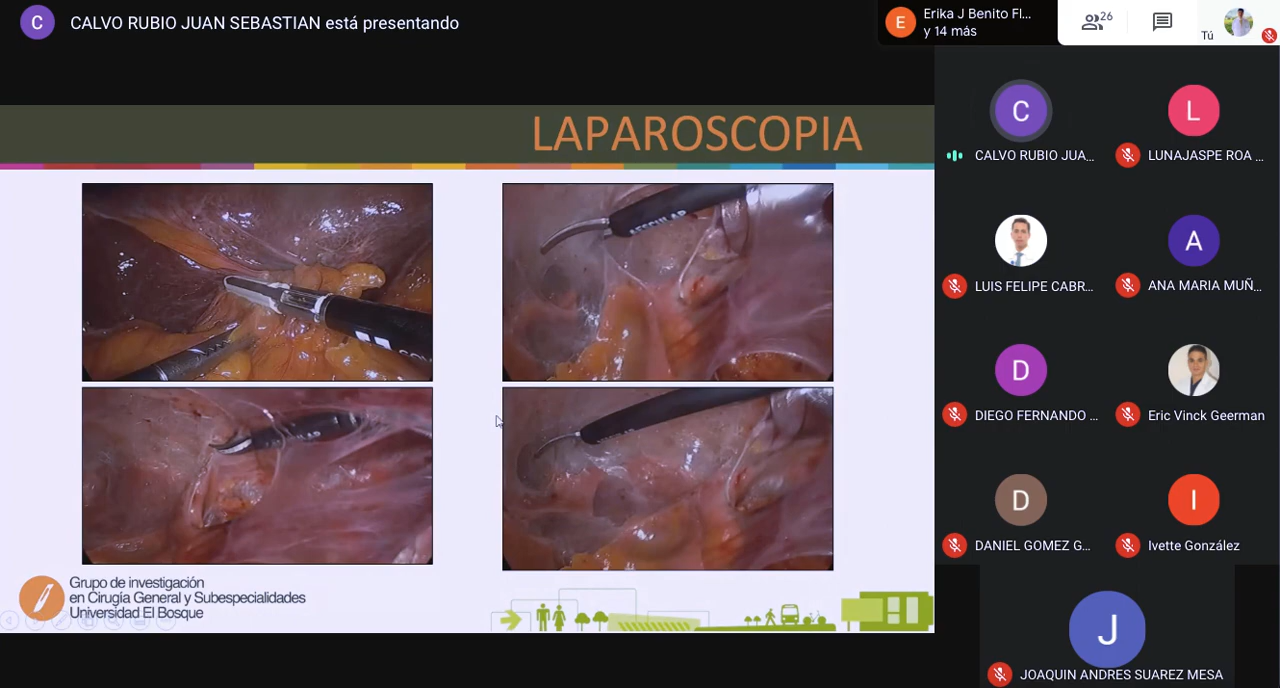 C CALVO RUBIO JUAN SEBASTIAN está presentando
E Erika J Benito Fl...
y 14 más
26
Tú
LAPAROSCOPIA
C
CALVO RUBIO JUA...
L
LUNAJASPE ROA ...
LUIS FELIPE CABR...
A
ANA MARIA MUÑ...
D
DIEGO FERNANDO ...
Eric Vinck Geerman
D
DANIEL GOMEZ G...
I
Ivette González
J
JOAQUIN ANDRES SUAREZ MESA
Grupo de investigación
en Cirugía General y Subespecialidades
Universidad El Bosque